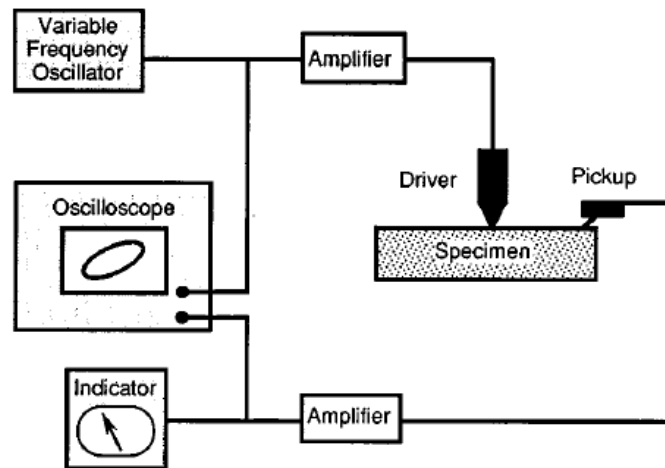 Variable
Frequency
Oscillator
Amplifier
Driver
Pickup
Oscilloscope
Specimen
Indicator
Amplifier